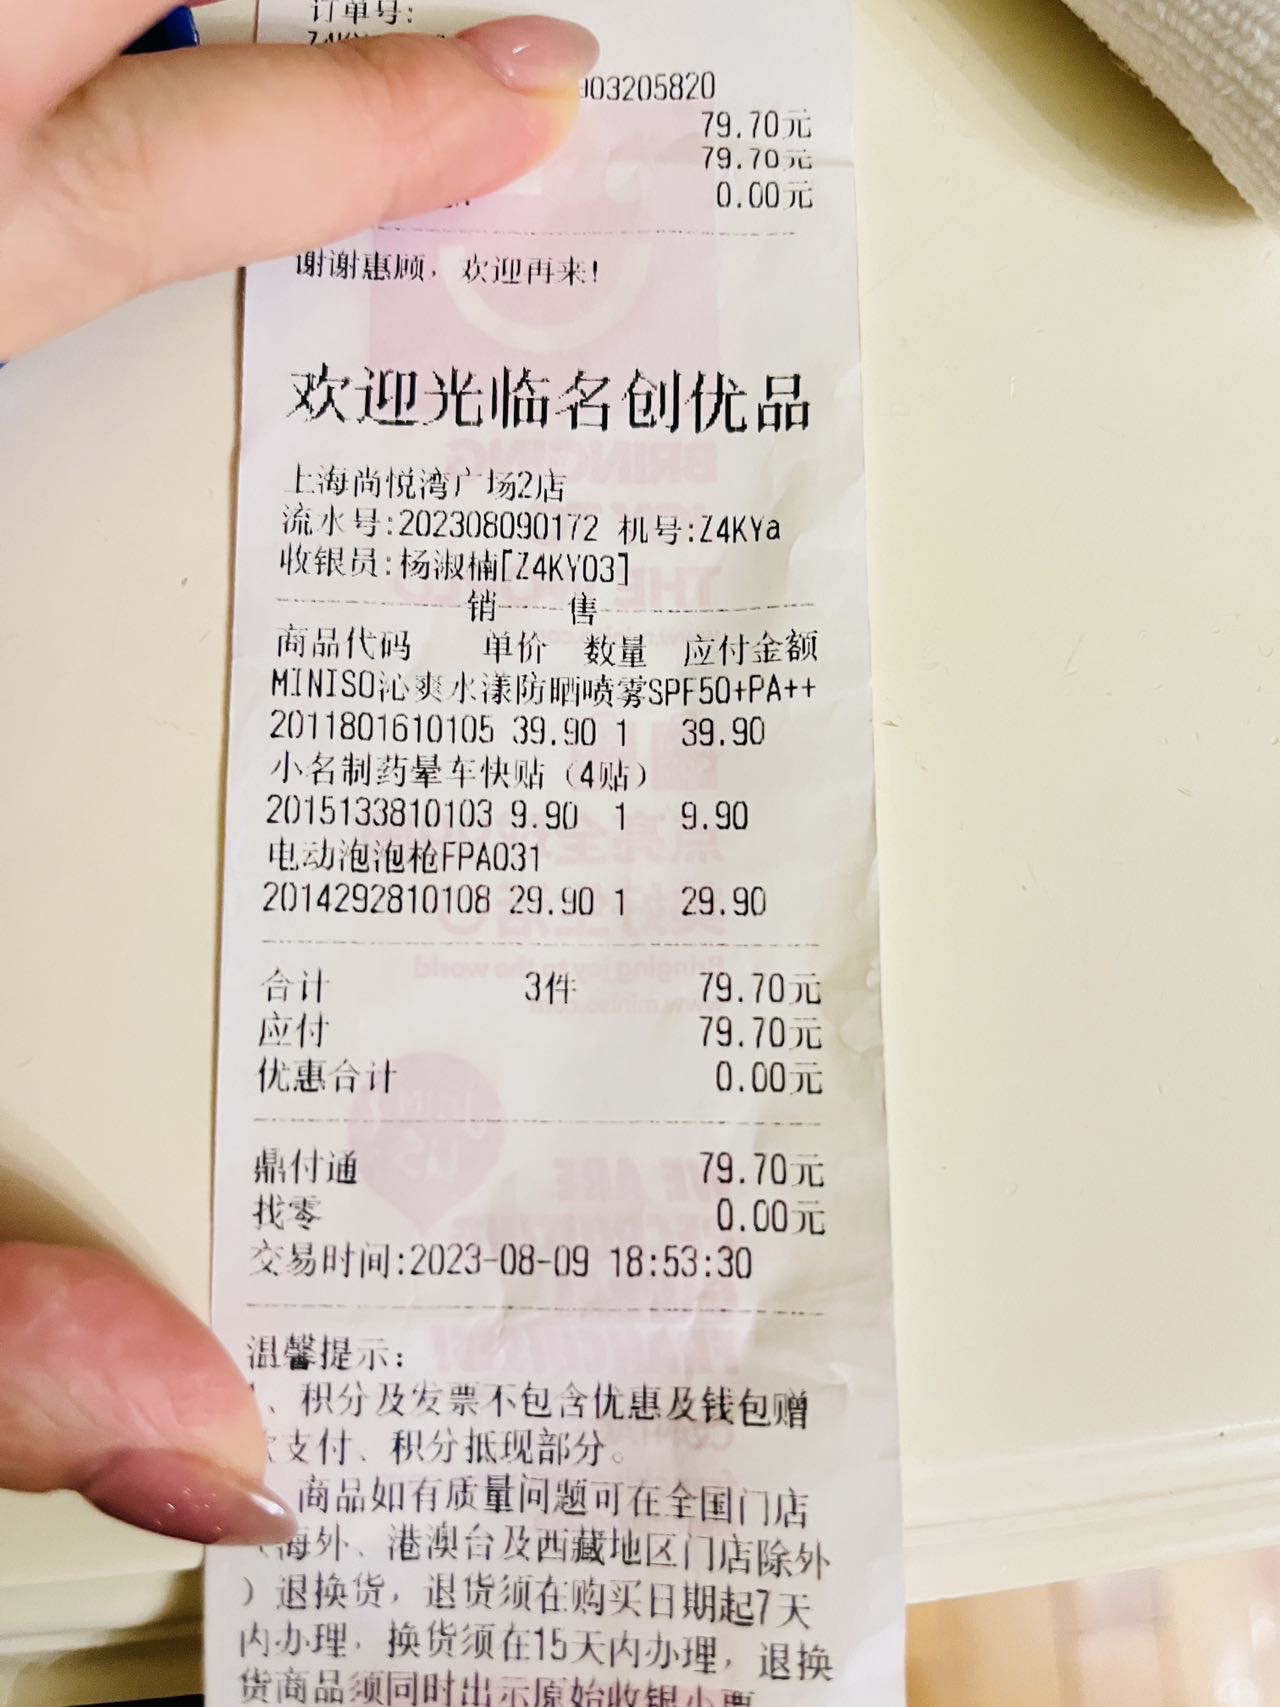 订单号:
903205820
79.70元
79.70元
0.00元
谢谢惠顾, 欢迎再来!
欢迎光临名创优品
上海尚悦湾广场2店
流水号:202308090172 机号:Z4KYa
收银员:杨淑楠[Z4KY03]
销 售
商品代码 单价 数量 应付金额
MINISO沁爽水漾防晒喷雾SPF50+PA++
2011801610105 39.90 1 39.90
小名制药晕车快贴（4贴）
2015133810103 9.90 1 9.90
电动泡泡枪FPA031
2014292810108 29.90 1 29.90
合计 3件 79.70元
应付 79.70元
优惠合计 0.00元
鼎付通 79.70元
找零 0.00元
交易时间:2023-08-09 18:53:30
温馨提示:
、积分及发票不包含优惠及钱包赠
支付、积分抵现部分。
商品如有质量问题可在全国门店
（海外、港澳台及西藏地区门店除外
）退换货，退货须在购买日期起7天
内办理，换货须在15天内办理，退换
货商品须同时出示原始收银小票